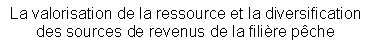 La valorisation de la ressource et la diversification
des sources de revenus de la filière pêche